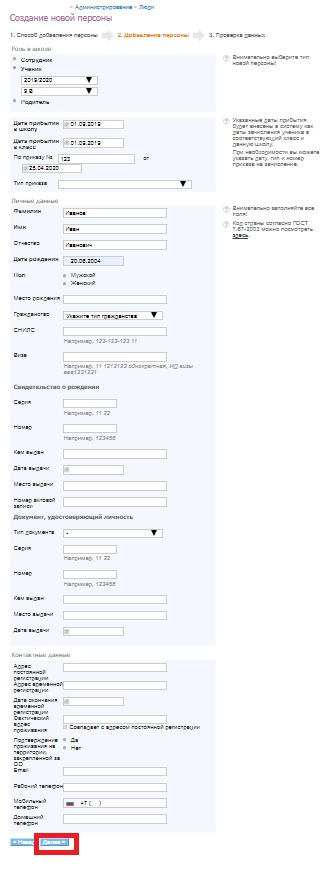 » Администрирование » Люди
Создание новой персоны
1. Способ добавления персоны 2. Добавление персоны 3. Проверка данных
Роль в школе
Сотрудник
Ученик
2019/2020
9 В
Родитель
Внимательно выберите тип
новой персоны!
Дата прибытия
в школу
01.09.2019
Дата прибытия
в класс
01.09.2019
По приказу №
123
от
25.04.2020
Тип приказа
Указанные даты прибытия
будет внесены в систему как
даты зачисления ученика в
соответствующий класс и
данную школу.
При необходимости вы можете
указать дату, тип и номер
приказа на зачисление.
Личные данные
Фамилия
Иванов
Имя
Иван
Отчество
Иванович
Дата рождения
20.06.2004
Пол
Мужской
Женский
Место рождения
Гражданство
Укажите тип гражданства
СНИЛС
Например, 123-123-123 11
Виза
Например, 11 1212123 однократная, ИД визы
Внимательно заполняйте все
поля!
Код страны согласно ГОСТ
7.67-2003 можно посмотреть
здесь.
Свидетельство о рождении
Серия
Например, 11 22
Номер
Например, 123456
Кем выдан
Дата выдачи
Место выдачи
Номер актовой
записи
Документ, удостоверяющий личность
Тип документа
-
Серия
Например, 11 22
Номер
Например, 123456
Кем выдан
Место выдачи
Дата выдачи
Контактные данные
Адрес
постоянной
регистрации
Адрес временной
регистрации
Дата окончания
временной
регистрации
Фактический
адрес
проживания
Совпадает с адресом постоянной регистрации
Подтверждение
проживания на
территории,
закрепленной за
ОО
Да
Нет
Email
Рабочий телефон
Мобильный
телефон
+7 ( )
Домашний
телефон
« Назад
Далее »